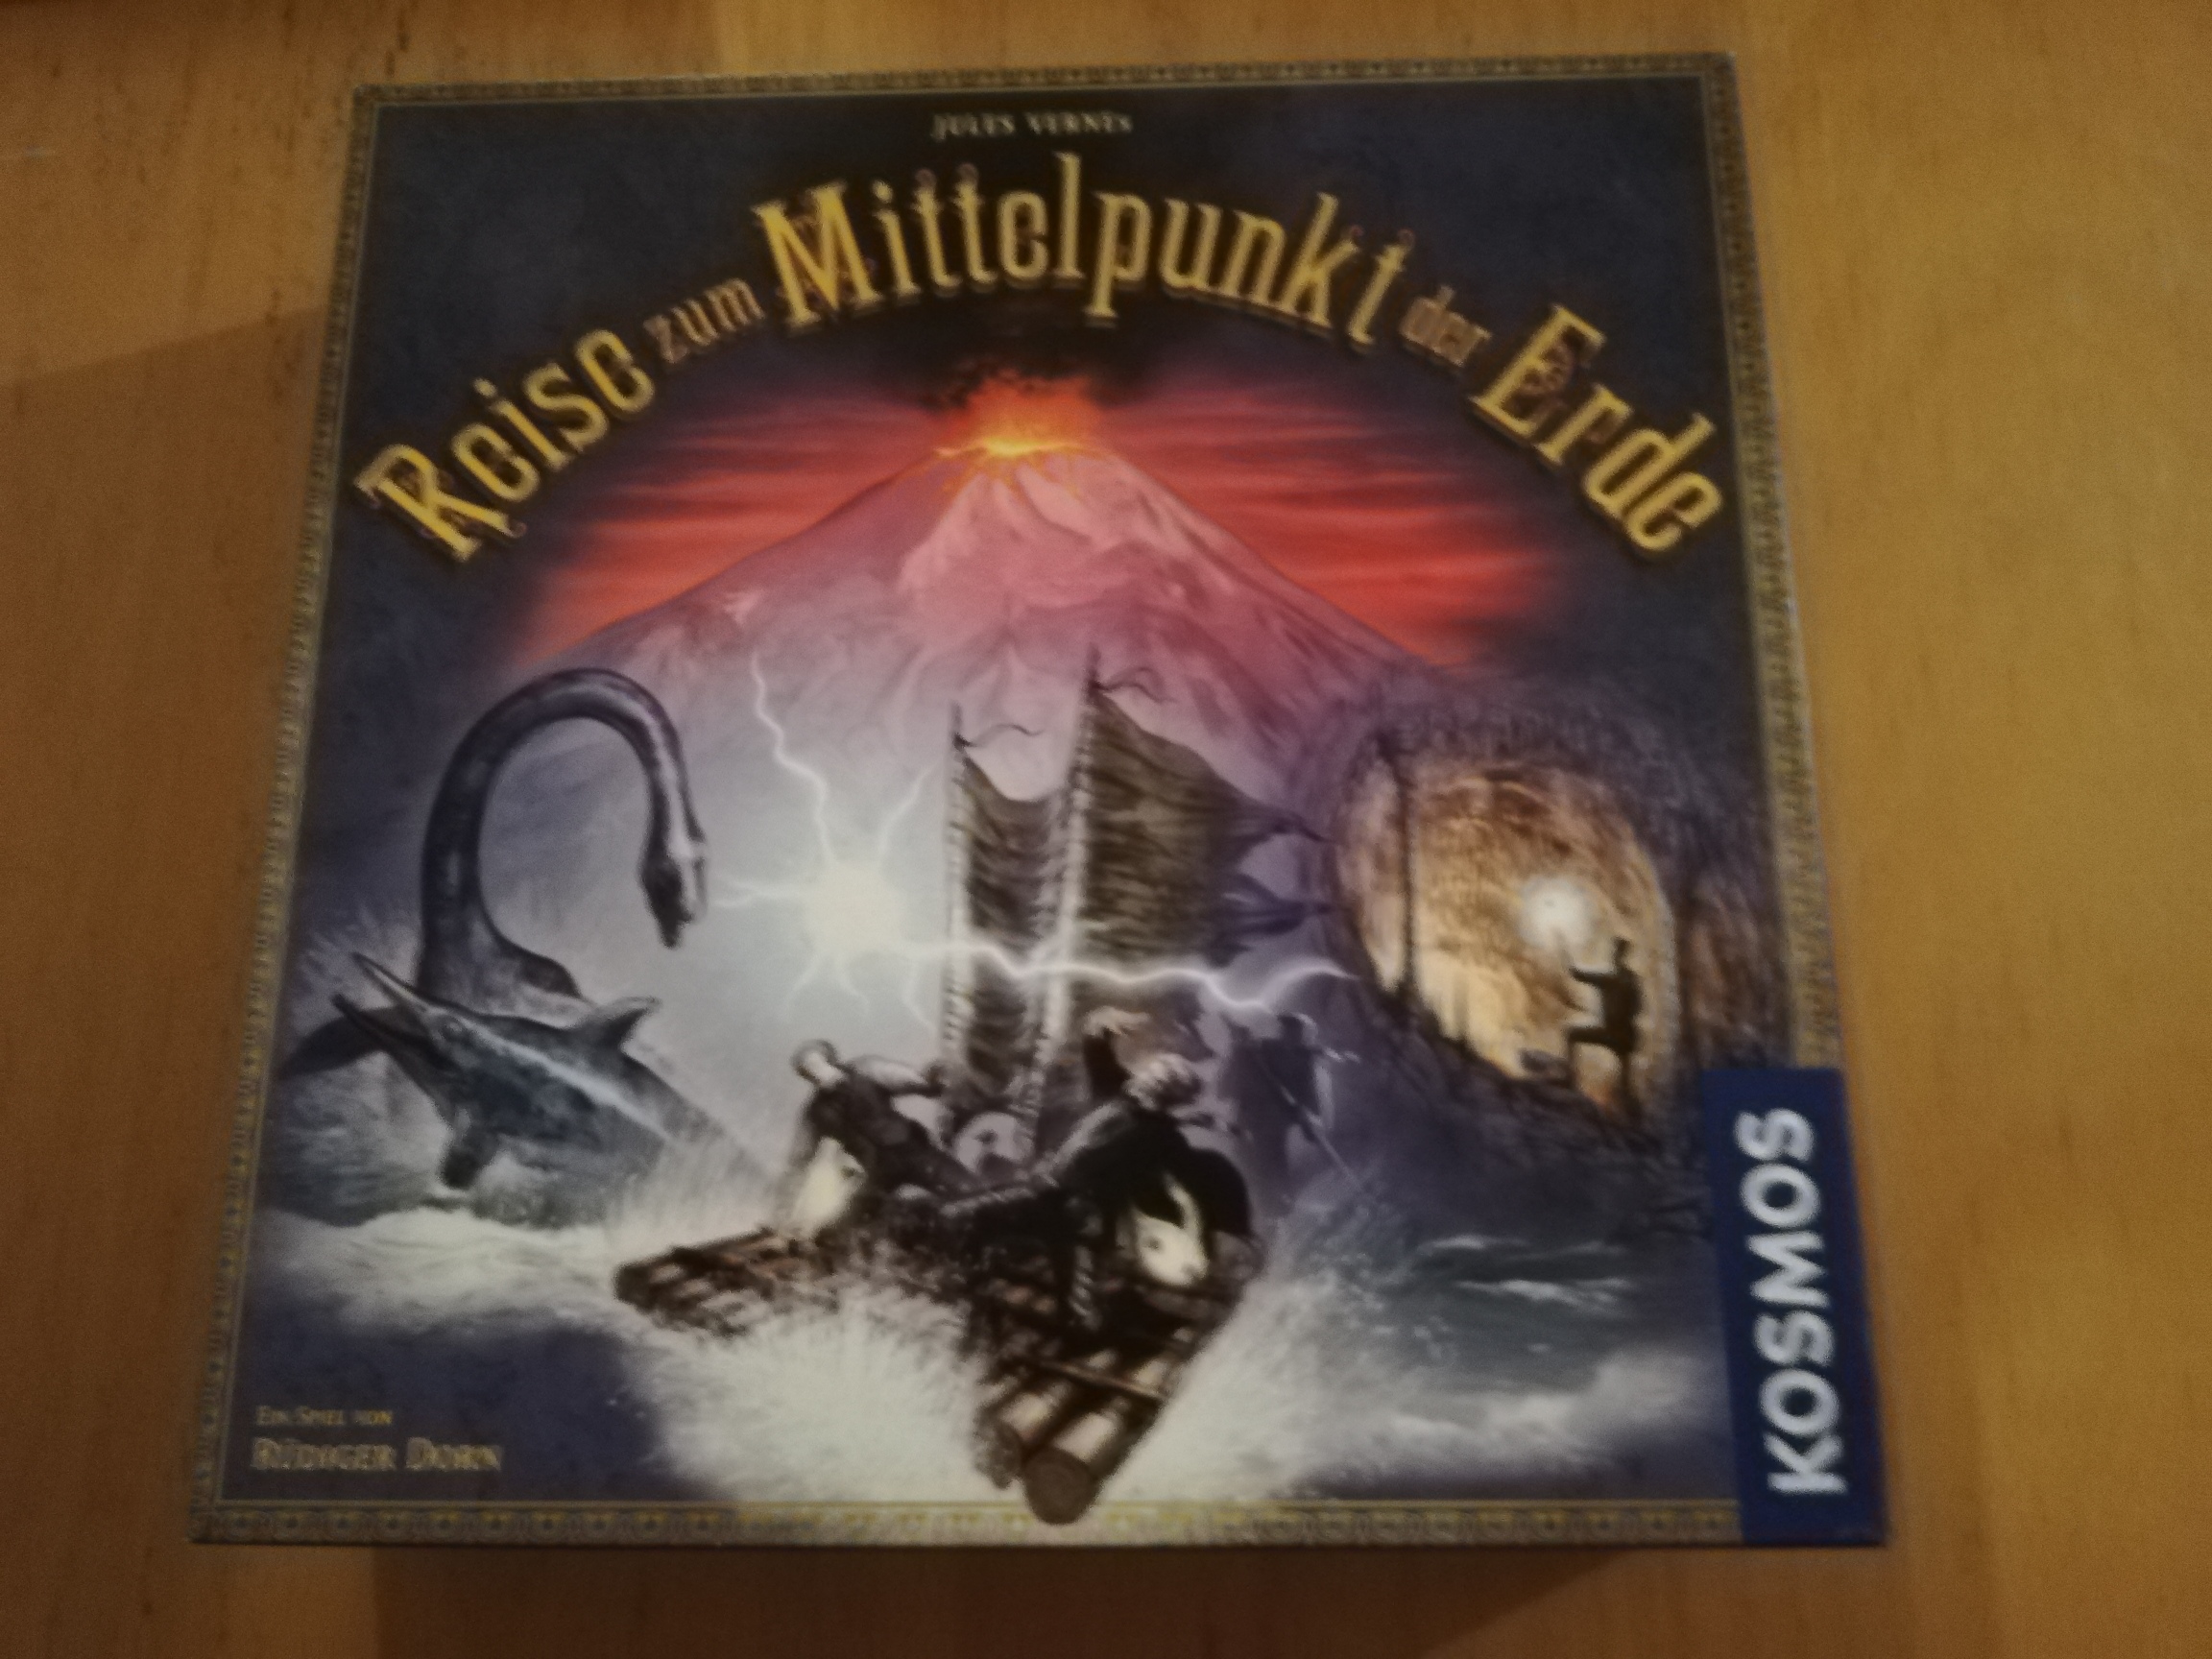 JULES VERNES
Reise zum Mittelpunkt der Erde
KOSMOS
EIN SPIEL VON
RÜDIGER DORN